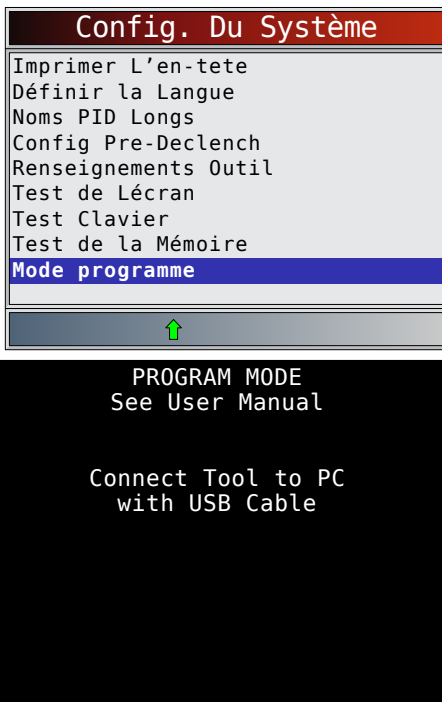 Config. Du Système
Imprimer L’en-tete
Définir la Langue
Noms PID Longs
Config Pre-Declench
Renseignements Outil
Test de Lécran
Test Clavier
Test de la Mémoire
Mode programme
PROGRAM MODE
See User Manual
Connect Tool to PC
with USB Cable